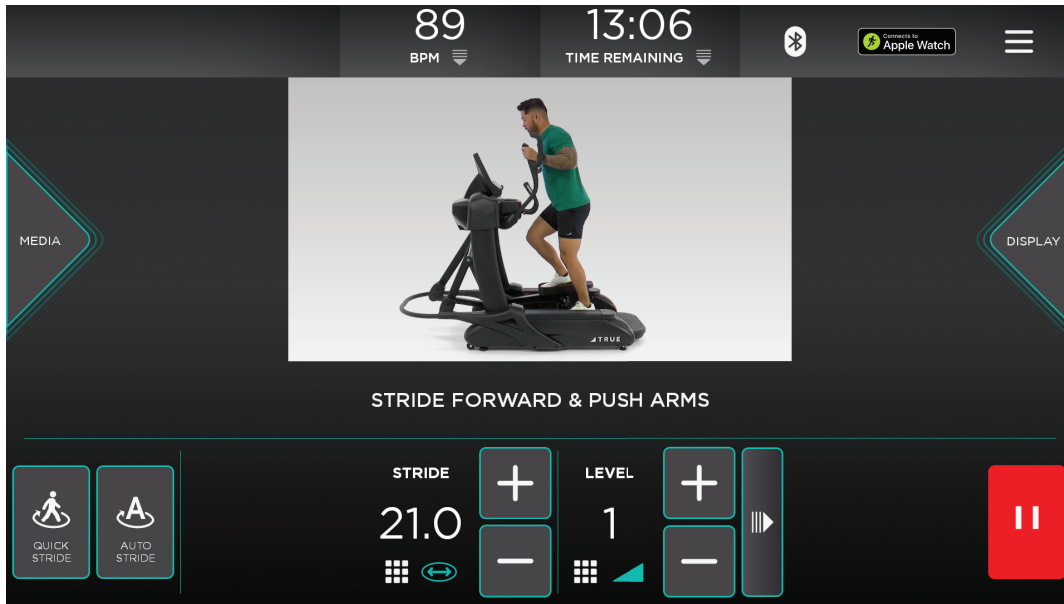 89
BPM
13:06
TIME REMAINING
Connects to
Apple Watch
MEDIA
DISPLAY
TRUE
STRIDE FORWARD & PUSH ARMS
QUICK
STRIDE
A
AUTO
STRIDE
STRIDE
21.0
LEVEL
1